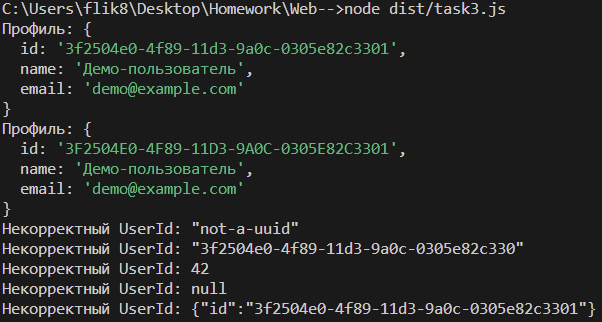 C:\Users\flik8\Desktop\Homework\Web-->node dist/task3.js
Профиль: {
  id: '3f2504e0-4f89-11d3-9a0c-0305e82c3301',
  name: 'Демо-пользователь',
  email: 'demo@example.com'
}
Профиль: {
  id: '3F2504E0-4F89-11D3-9A0C-0305E82C3301',
  name: 'Демо-пользователь',
  email: 'demo@example.com'
}
Некорректный UserId: "not-a-uuid"
Некорректный UserId: "3f2504e0-4f89-11d3-9a0c-0305e82c330"
Некорректный UserId: 42
Некорректный UserId: null
Некорректный UserId: {"id":"3f2504e0-4f89-11d3-9a0c-0305e82c3301"}